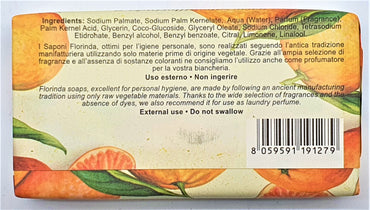 Ingredients: Sodium Palmate, Sodium Palm Kernelate, Aqua (Water), Parfum (Fragrance),
Palm Kernel Acid, Glycerin, Coco-Glucoside, Glyceryl Oleate, Sodium Chloride, Tetrasodium
Etidronate, Benzyl alcohol, Benzyl benzoate, Citral, Limonene, Linalool.
I Saponi Florinda, ottimi per l'igiene personale, sono realizzati seguendo l'antica tradizione
manifatturiera utilizzando solo materie prime di origine vegetale. Grazie all'ampia selezione di
fragranze e all'assenza di sostanze coloranti ne consigliamo l'utilizzo anche come profumatore
per la vostra biancheria.
Uso esterno • Non ingerire
Florinda soaps, excellent for personal hygiene, are made by following an ancient manufacturing
tradition using only raw vegetable materials. Thanks to the wide selection of fragrances and the
absence of dyes, we also recommend it for use as laundry perfume.
External use • Do not swallow
8 059591 191279